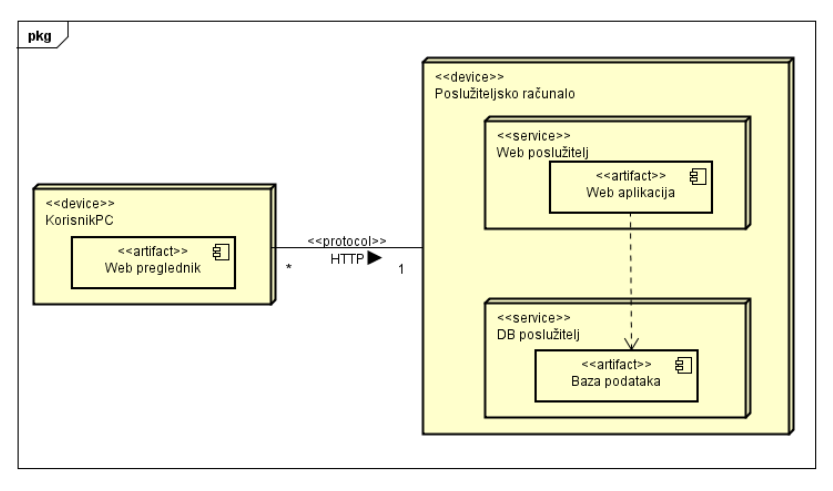 pkg
<<device>>
KorisnikPC
<<artifact>>
Web preglednik
<<protocol>>
HTTP
*
1
<<device>>
Poslužiteljsko računalo
<<service>>
Web poslužitelj
<<artifact>>
Web aplikacija
<<service>>
DB poslužitelj
<<artifact>>
Baza podataka